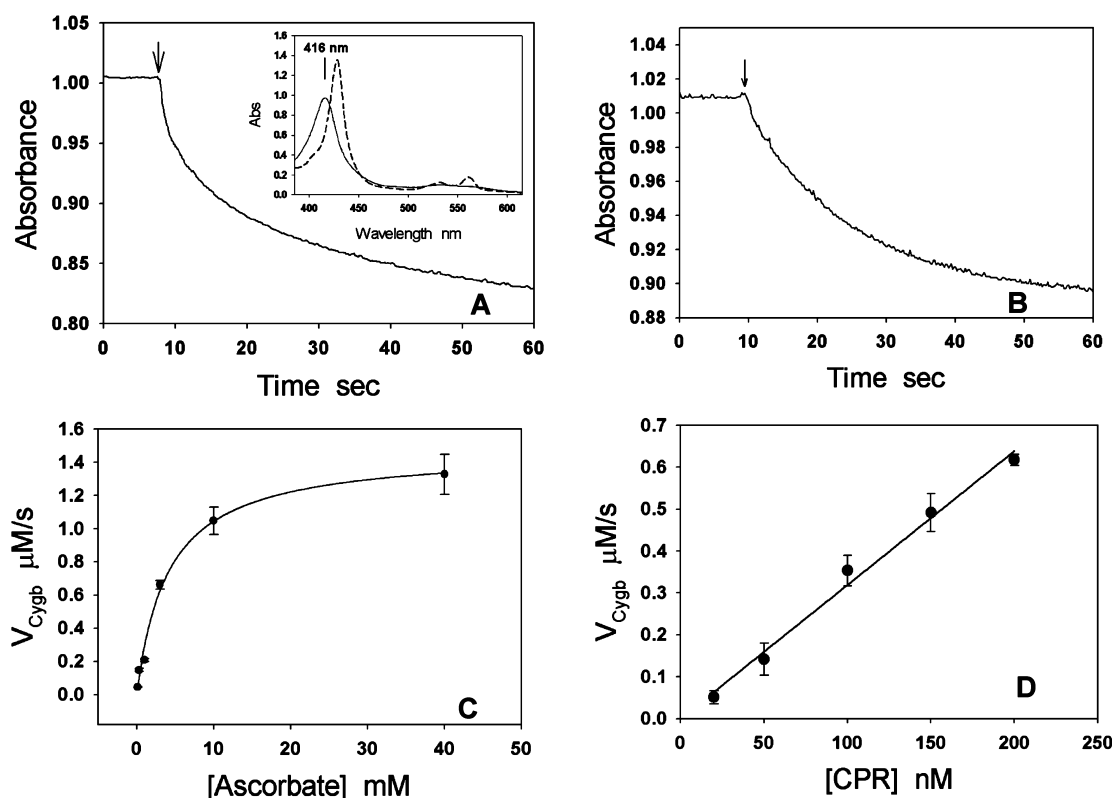 1.05
1.00
0.95
0.90
0.85
0.80
Absorbance
0 10 20 30 40 50 60
Time sec
A
416 nm
1.6
1.4
1.2
1.0
0.8
0.6
0.4
0.2
0.0
Abs
400 450 500 550 600
Wavelength nm
1.04
1.02
1.00
0.98
0.96
0.94
0.92
0.90
0.88
Absorbance
0 10 20 30 40 50 60
Time sec
B
1.6
1.4
1.2
1.0
0.8
0.6
0.4
0.2
0.0
VCygb μM/s
0 10 20 30 40 50
[Ascorbate] mM
C
0.7
0.6
0.5
0.4
0.3
0.2
0.1
0.0
VCygb μM/s
0 50 100 150 200 250
[CPR] nM
D